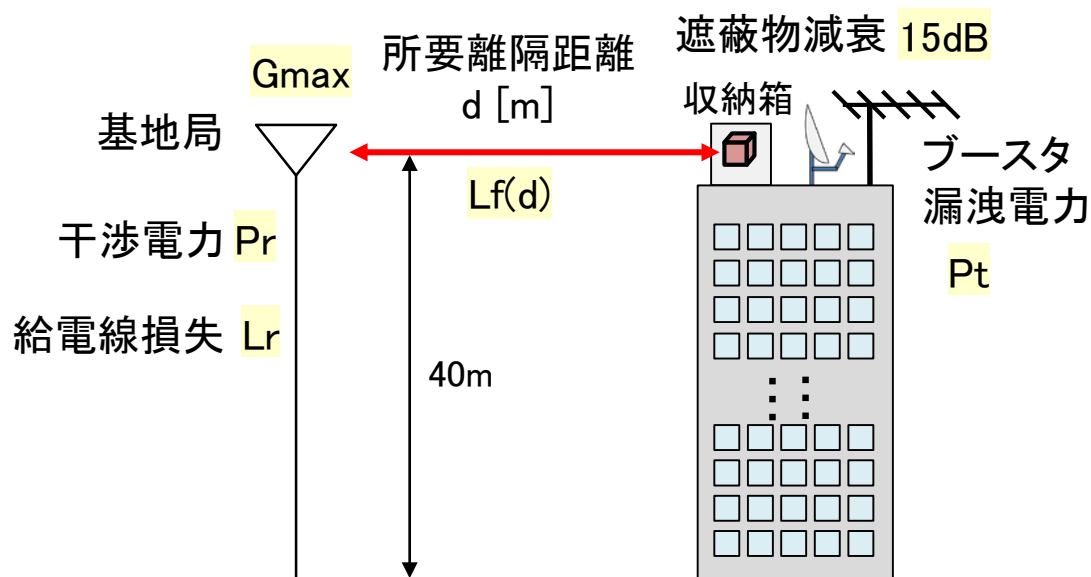 Gmax
所要離隔距離
d [m]
遮蔽物減衰 15dB
収納箱
基地局
Lf(d)
ブースタ
漏洩電力
Pt
干渉電力 Pr
給電線損失 Lr
40m